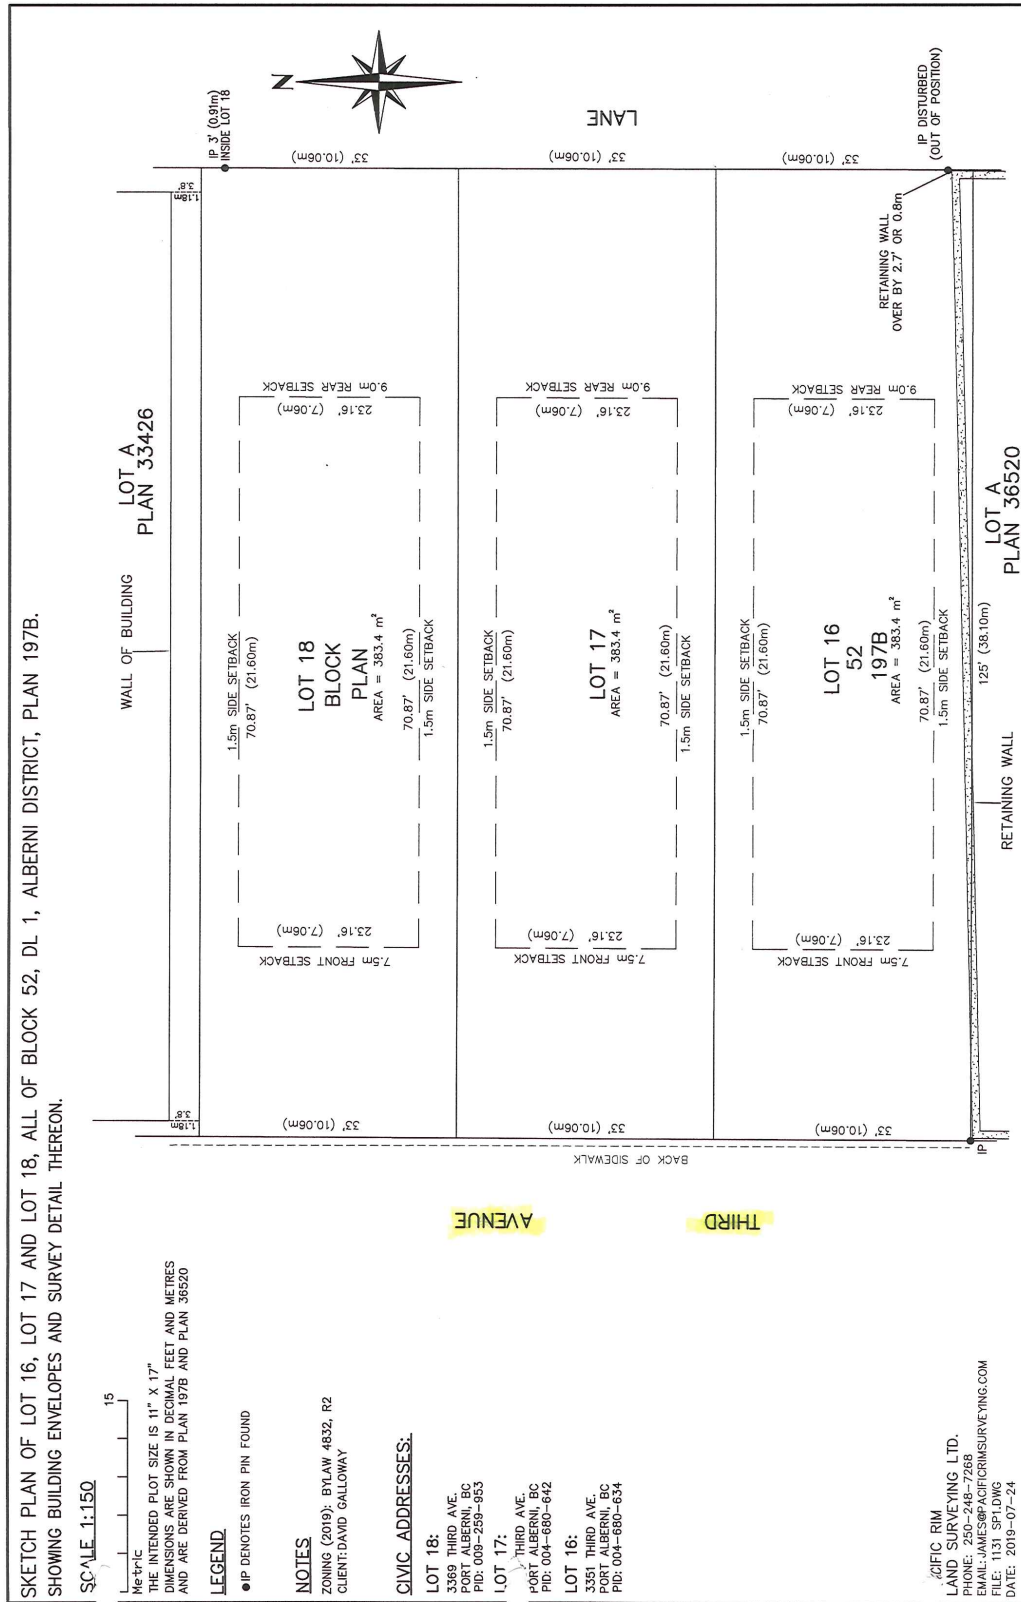 SKETCH PLAN OF LOT 16, LOT 17 AND LOT 18, ALL OF BLOCK 52, DL 1, ALBERNI DISTRICT, PLAN 197B.
SHOWING BUILDING ENVELOPES AND SURVEY DETAIL THEREON.
SCALE 1:150
15
Metric
THE INTENDED PLOT SIZE IS 11" X 17"
DIMENSIONS ARE SHOWN IN DECIMAL FEET AND METRES
AND ARE DERIVED FROM PLAN 197B AND PLAN 36520
LEGEND
IP DENOTES IRON PIN FOUND
NOTES
ZONING (2019): BYLAW 4832, R2
CLIENT: DAVID GALLOWAY
CIVIC ADDRESSES:
LOT 18:
3369 THIRD AVE.
PORT ALBERNI, BC
PID: 009-259-953
LOT 17:
THIRD AVE.
PORT ALBERNI, BC
PID: 004-680-642
LOT 16:
3351 THIRD AVE.
PORT ALBERNI, BC
PID: 004-680-634
CIFIC RIM
LAND SURVEYING LTD.
PHONE: 250-248-7268
EMAIL: JAMES@PACIFICRIMSURVEYING.COM
FILE: 1131 SP1.DWG
DATE: 2019-07-24
THIRD
AVENUE
BACK OF SIDEWALK
1.18m 3.8'
33' (10.06m)
33' (10.06m)
33' (10.06m)
IP
WALL OF BUILDING
LOT A
PLAN 33426
1.18m 3.8'
IP 3' (0.91m)
INSIDE LOT 18
N
7.5m FRONT SETBACK
23.16' (7.06m)
1.5m SIDE SETBACK
70.87' (21.60m)
LOT 18
BLOCK
PLAN
AREA = 383.4 m²
70.87' (21.60m)
1.5m SIDE SETBACK
23.16' (7.06m)
9.0m REAR SETBACK
33' (10.06m)
7.5m FRONT SETBACK
23.16' (7.06m)
1.5m SIDE SETBACK
70.87' (21.60m)
LOT 17
AREA = 383.4 m²
70.87' (21.60m)
1.5m SIDE SETBACK
23.16' (7.06m)
9.0m REAR SETBACK
33' (10.06m)
LANE
7.5m FRONT SETBACK
23.16' (7.06m)
1.5m SIDE SETBACK
70.87' (21.60m)
LOT 16
52
197B
AREA = 383.4 m²
70.87' (21.60m)
1.5m SIDE SETBACK
23.16' (7.06m)
9.0m REAR SETBACK
33' (10.06m)
RETAINING WALL
OVER BY 2.7' OR 0.8m
IP DISTURBED
(OUT OF POSITION)
125' (38.10m)
RETAINING WALL
LOT A
PLAN 36520